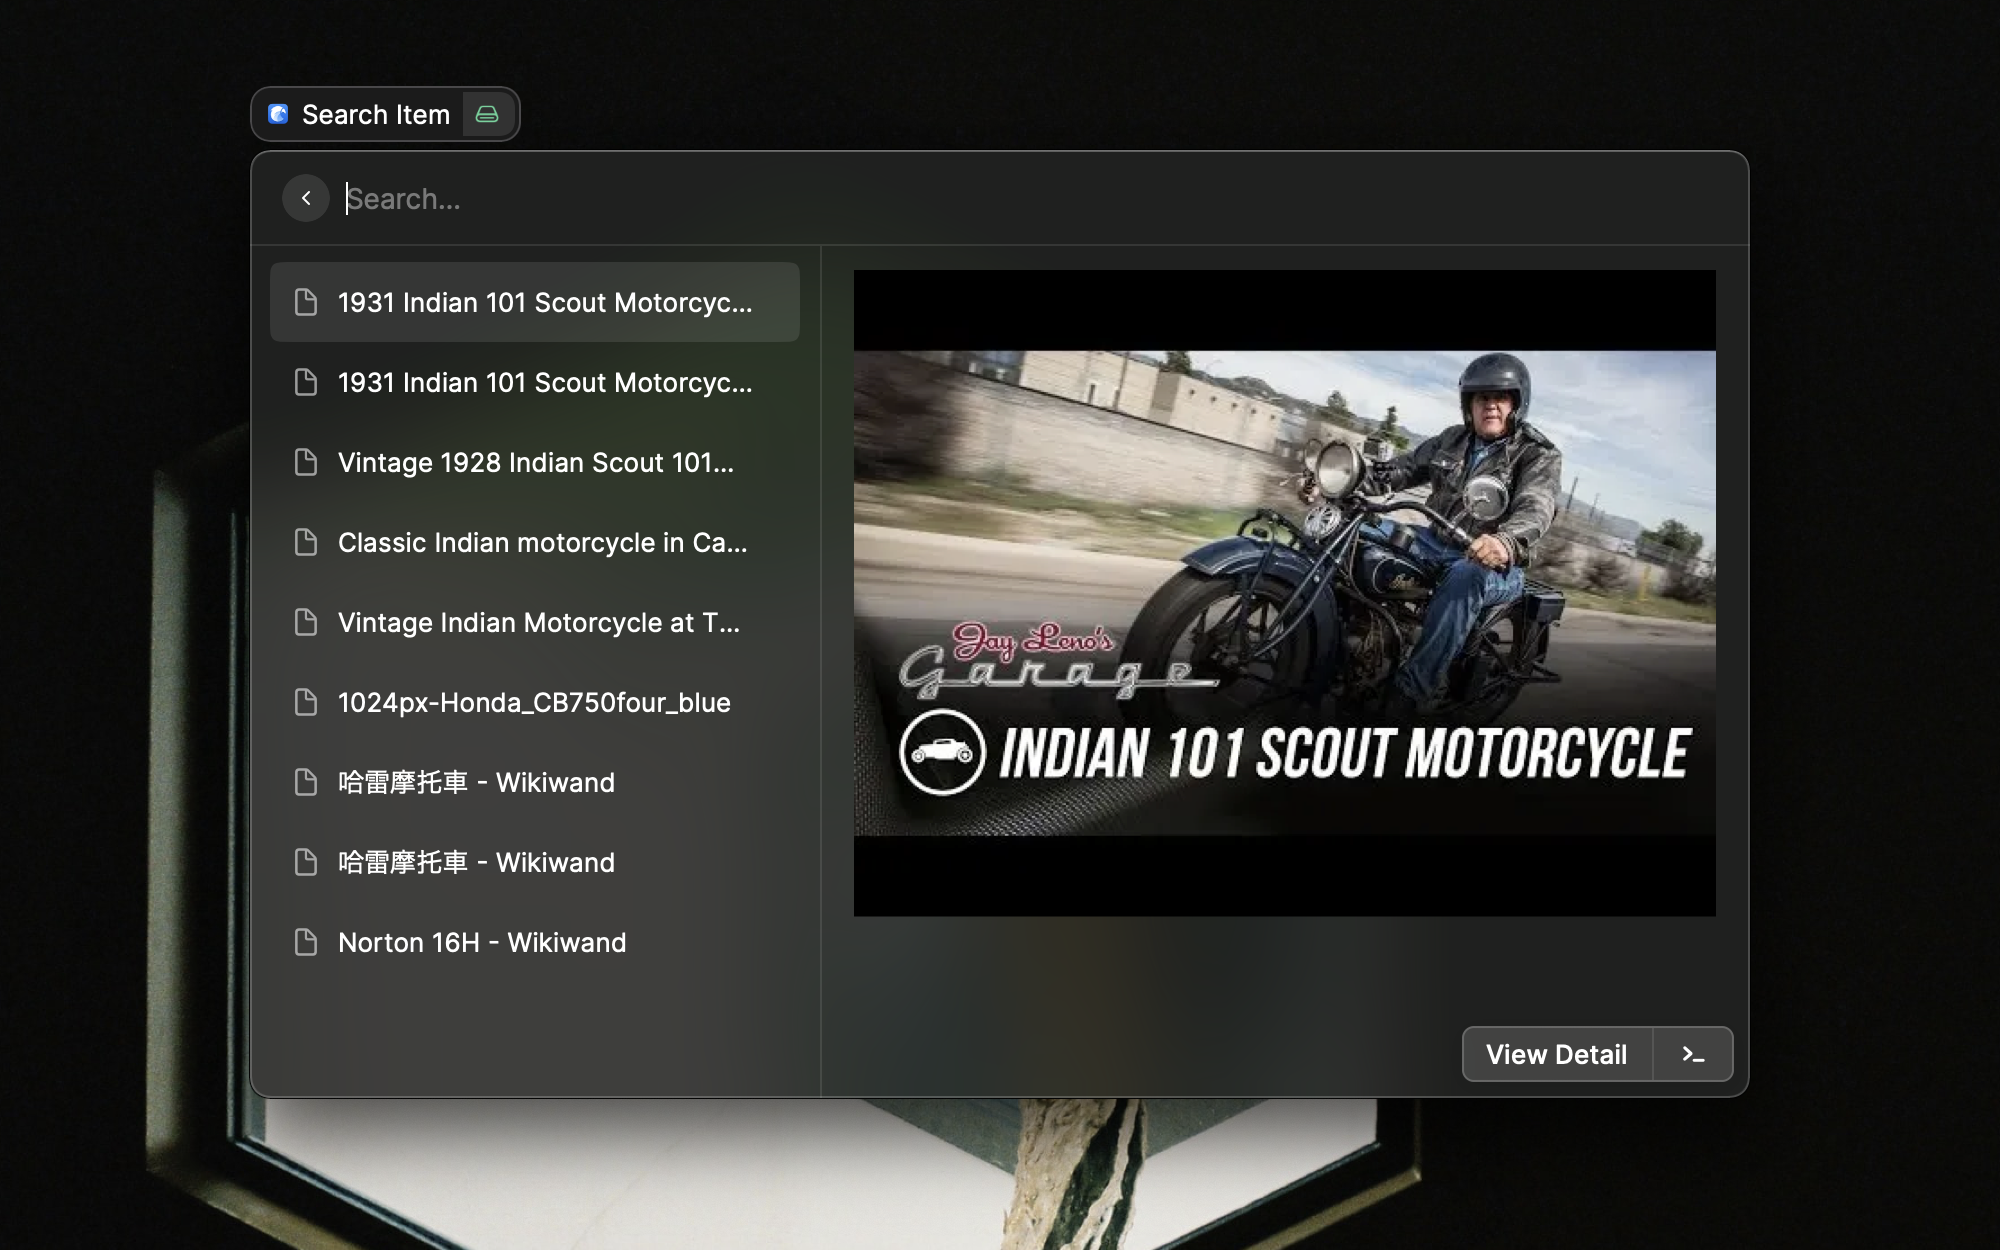 Search Item
Search...
1931 Indian 101 Scout Motorcyc...
1931 Indian 101 Scout Motorcyc...
Vintage 1928 Indian Scout 101...
Classic Indian motorcycle in Ca...
Vintage Indian Motorcycle at T...
1024px-Honda_CB750four_blue
哈雷摩托車 - Wikiwand
哈雷摩托車 - Wikiwand
Norton 16H - Wikiwand
Jay Leno's
Garage
INDIAN 101 SCOUT MOTORCYCLE
View Detail